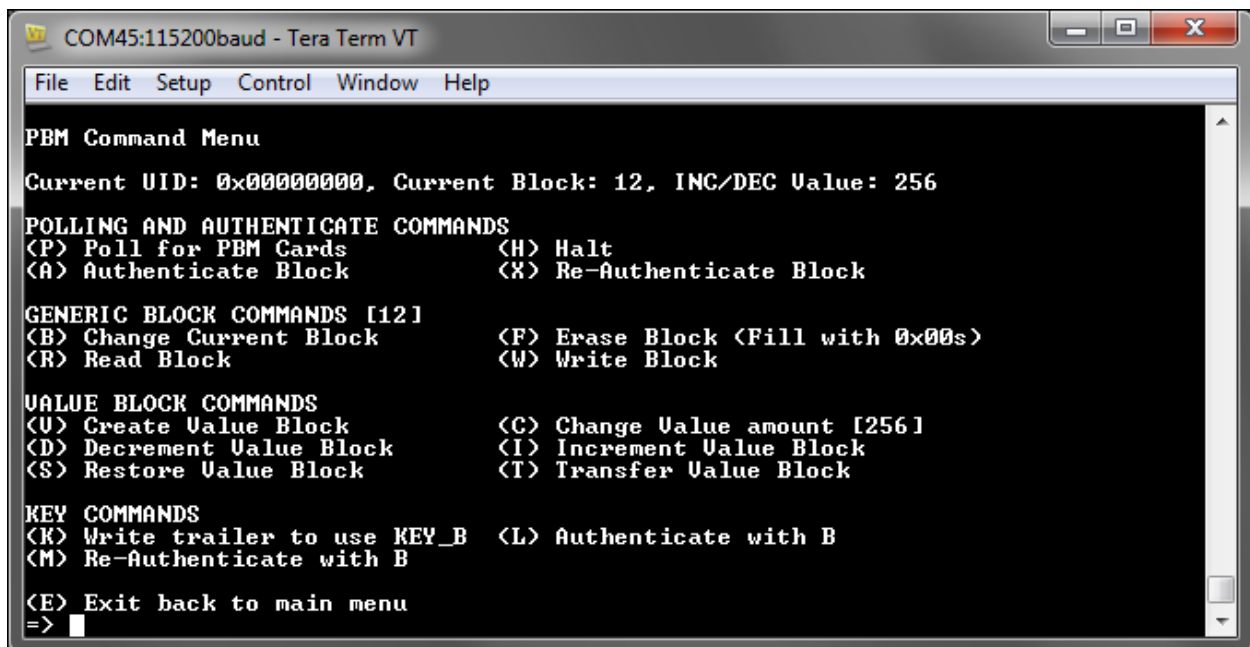 COM45:115200baud - Tera Term VT
File Edit Setup Control Window Help
PBM Command Menu
Current UID: 0x00000000, Current Block: 12, INC/DEC Value: 256
POLLING AND AUTHENTICATE COMMANDS
(P) Poll for PBM Cards (H) Halt
(A) Authenticate Block (X) Re-Authenticate Block
GENERIC BLOCK COMMANDS [12]
(B) Change Current Block (F) Erase Block (Fill with 0x00s)
(R) Read Block (W) Write Block
VALUE BLOCK COMMANDS
(V) Create Value Block (C) Change Value amount [256]
(D) Decrement Value Block (I) Increment Value Block
(S) Restore Value Block (T) Transfer Value Block
KEY COMMANDS
(K) Write trailer to use KEY_B (L) Authenticate with B
(M) Re-Authenticate with B
(E) Exit back to main menu
=>